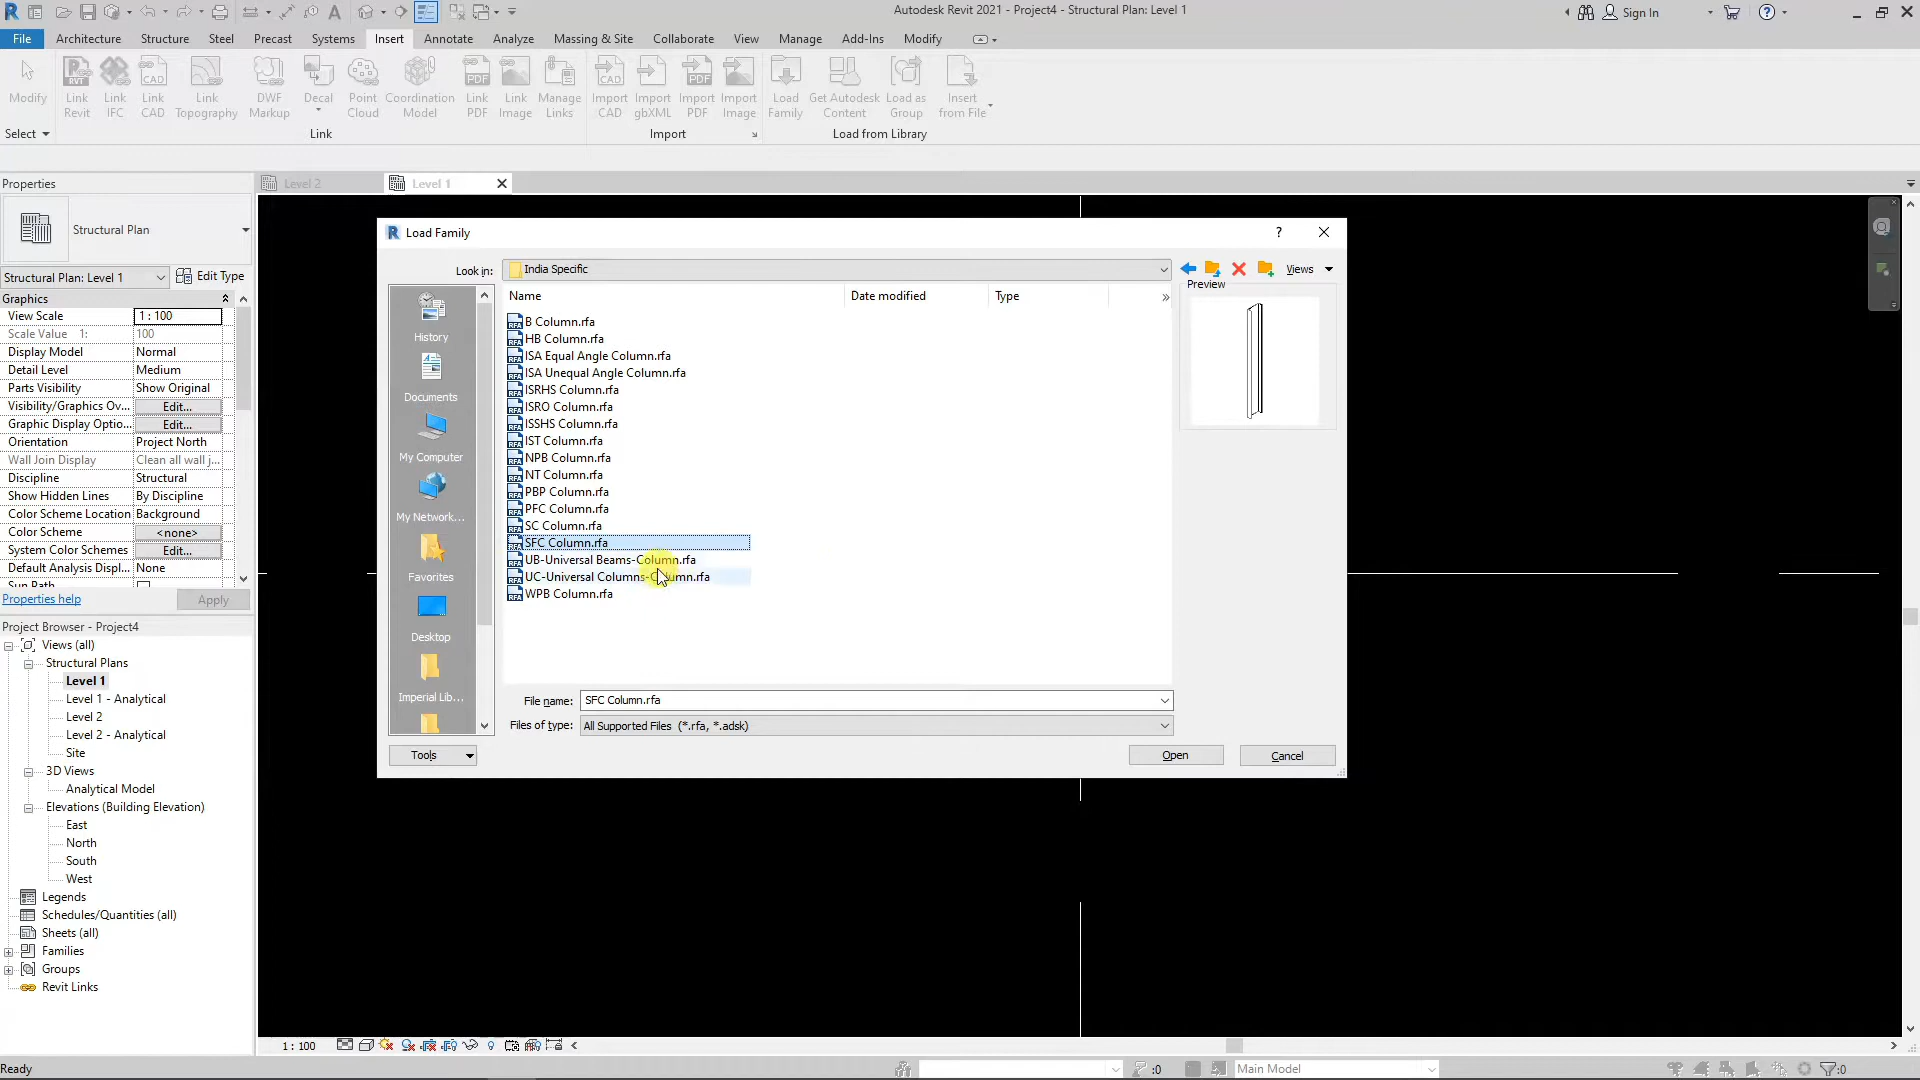 Autodesk Revit 2021 - Project4 - Structural Plan: Level 1
Sign In
File Architecture Structure Steel Precast Systems Insert Annotate Analyze Massing & Site Collaborate View Manage Add-Ins Modify
Modify
Link Revit
Link IFC
Link CAD
Link Topography
DWF Markup
Decal
Point Cloud
Coordination Model
Link PDF
Link Image
Manage Links
Import CAD
Import gbXML
Import PDF
Import Image
Load Family
Get Autodesk Content
Load as Group
Insert from File
Select
Link
Import
Load from Library
Properties
Level 2
Level 1
Structural Plan
Structural Plan: Level 1
Edit Type
Graphics
View Scale 1 : 100
Scale Value 1: 100
Display Model Normal
Detail Level Medium
Parts Visibility Show Original
Visibility/Graphics Ov... Edit...
Graphic Display Optio... Edit...
Orientation Project North
Wall Join Display Clean all wall j...
Discipline Structural
Show Hidden Lines By Discipline
Color Scheme Location Background
Color Scheme <none>
System Color Schemes Edit...
Default Analysis Displ... None
Sun Path
Properties help
Apply
Project Browser - Project4
Views (all)
Structural Plans
Level 1
Level 1 - Analytical
Level 2
Level 2 - Analytical
Site
3D Views
Analytical Model
Elevations (Building Elevation)
East
North
South
West
Legends
Schedules/Quantities (all)
Sheets (all)
Families
Groups
Revit Links
Load Family
Look in: India Specific
Views
Preview
Name Date modified Type
History
Documents
My Computer
My Network...
Favorites
Desktop
Imperial Lib...
B Column.rfa
HB Column.rfa
ISA Equal Angle Column.rfa
ISA Unequal Angle Column.rfa
ISRHS Column.rfa
ISRO Column.rfa
ISSHS Column.rfa
IST Column.rfa
NPB Column.rfa
NT Column.rfa
PBP Column.rfa
PFC Column.rfa
SC Column.rfa
SFC Column.rfa
UB-Universal Beams-Column.rfa
UC-Universal Columns-Column.rfa
WPB Column.rfa
File name: SFC Column.rfa
Files of type: All Supported Files (*.rfa, *.adsk)
Tools
Open
Cancel
1 : 100
Ready
:0
Main Model
:0